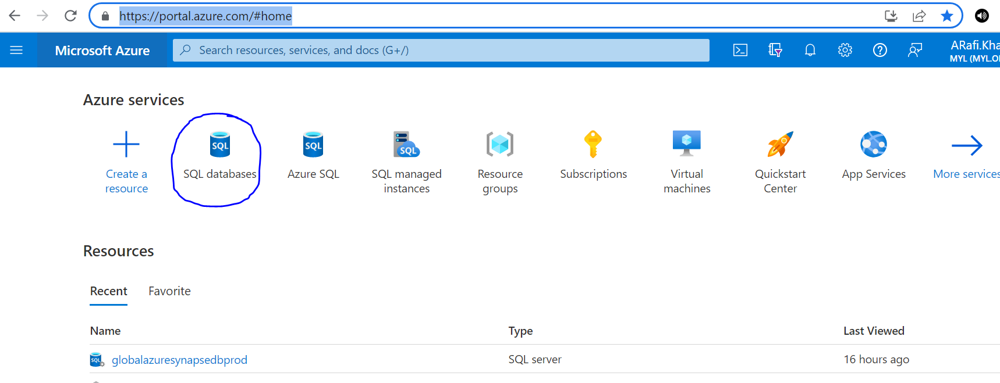 https://portal.azure.com/#home
Microsoft Azure
Search resources, services, and docs (G+/)
ARafi.Kha
MYL (MYL.O
Azure services
Create a resource
SQL
SQL databases
SQL
Azure SQL
SQL
SQL managed instances
Resource groups
Subscriptions
Virtual machines
Quickstart Center
App Services
More services
Resources
Recent Favorite
Name Type Last Viewed
SQL globalazuresynapsedbprod SQL server 16 hours ago